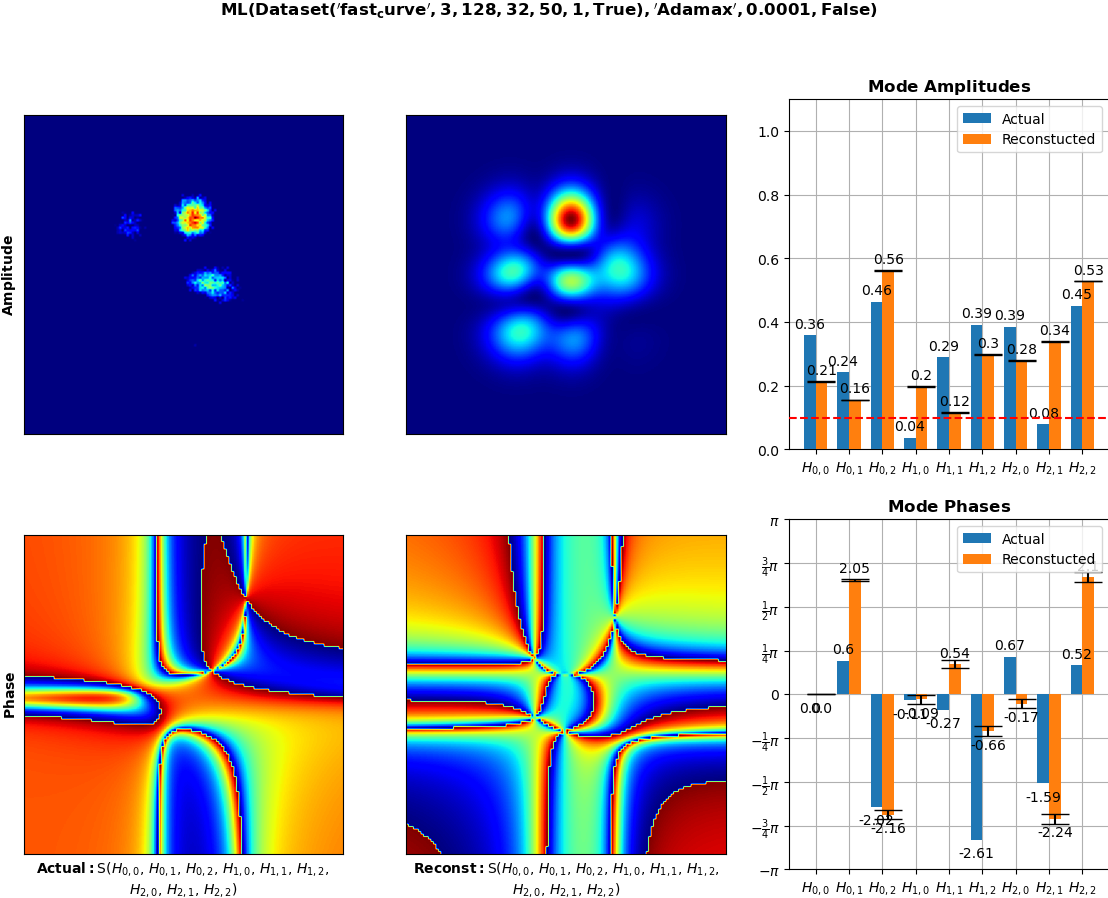 ML(Dataset('fast_curve', 3, 128, 32, 50, 1, True), 'Adamax', 0.0001, False)
Amplitude
Mode Amplitudes
Actual
Reconstucted
1.0
0.8
0.6
0.4
0.2
0.0
0.36
0.21
0.24
0.16
0.46
0.56
0.04
0.2
0.29
0.12
0.39
0.3
0.39
0.28
0.08
0.34
0.45
0.53
H0,0 H0,1 H0,2 H1,0 H1,1 H1,2 H2,0 H2,1 H2,2
Phase
Mode Phases
Actual
Reconstucted
π
3/4π
1/2π
1/4π
0
−1/4π
−1/2π
−3/4π
−π
0.0
0.6
2.05
-2.02
-2.16
-0.09
-0.27
0.54
-2.61
-0.66
0.67
-0.17
-1.59
-2.24
0.52
2.1
H0,0 H0,1 H0,2 H1,0 H1,1 H1,2 H2,0 H2,1 H2,2
Actual: S(H0,0, H0,1, H0,2, H1,0, H1,1, H1,2,
H2,0, H2,1, H2,2)
Reconst: S(H0,0, H0,1, H0,2, H1,0, H1,1, H1,2,
H2,0, H2,1, H2,2)